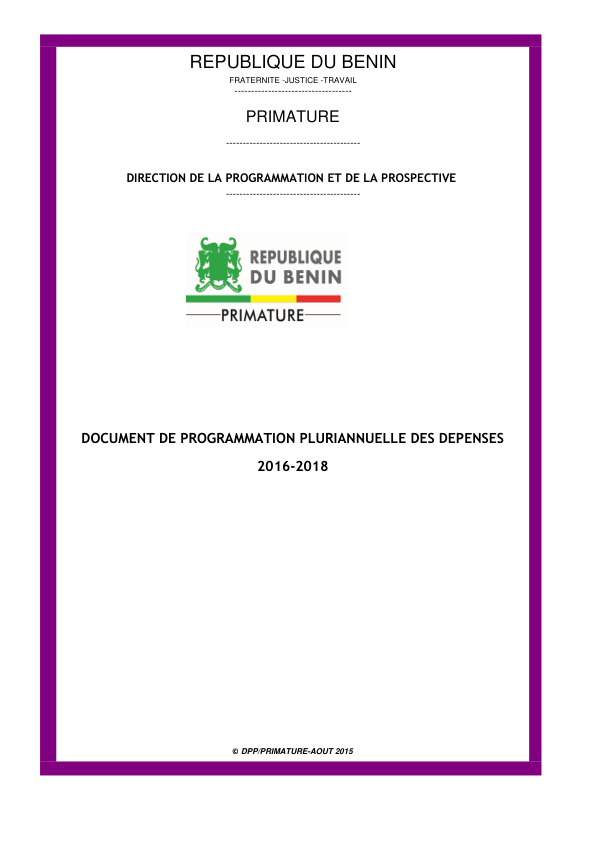 REPUBLIQUE DU BENIN
FRATERNITE -JUSTICE -TRAVAIL
-----------------------------------
PRIMATURE
----------------------------------------
DIRECTION DE LA PROGRAMMATION ET DE LA PROSPECTIVE
----------------------------------------
REPUBLIQUE
DU BENIN
PRIMATURE
DOCUMENT DE PROGRAMMATION PLURIANNUELLE DES DEPENSES
2016-2018
© DPP/PRIMATURE-AOUT 2015